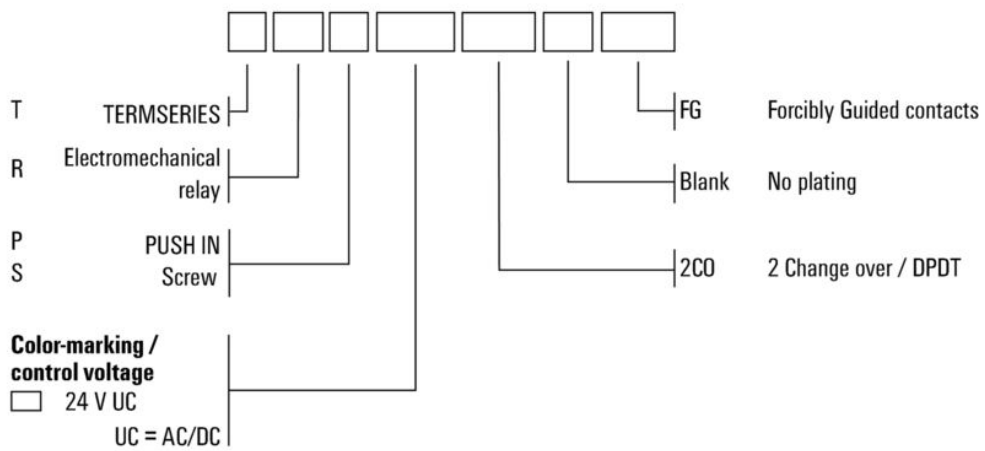 T TERMSERIES
R Electromechanical
relay
P PUSH IN
S Screw
Color-marking /
control voltage
24 V UC
UC = AC/DC
FG Forcibly Guided contacts
Blank No plating
2CO 2 Change over / DPDT